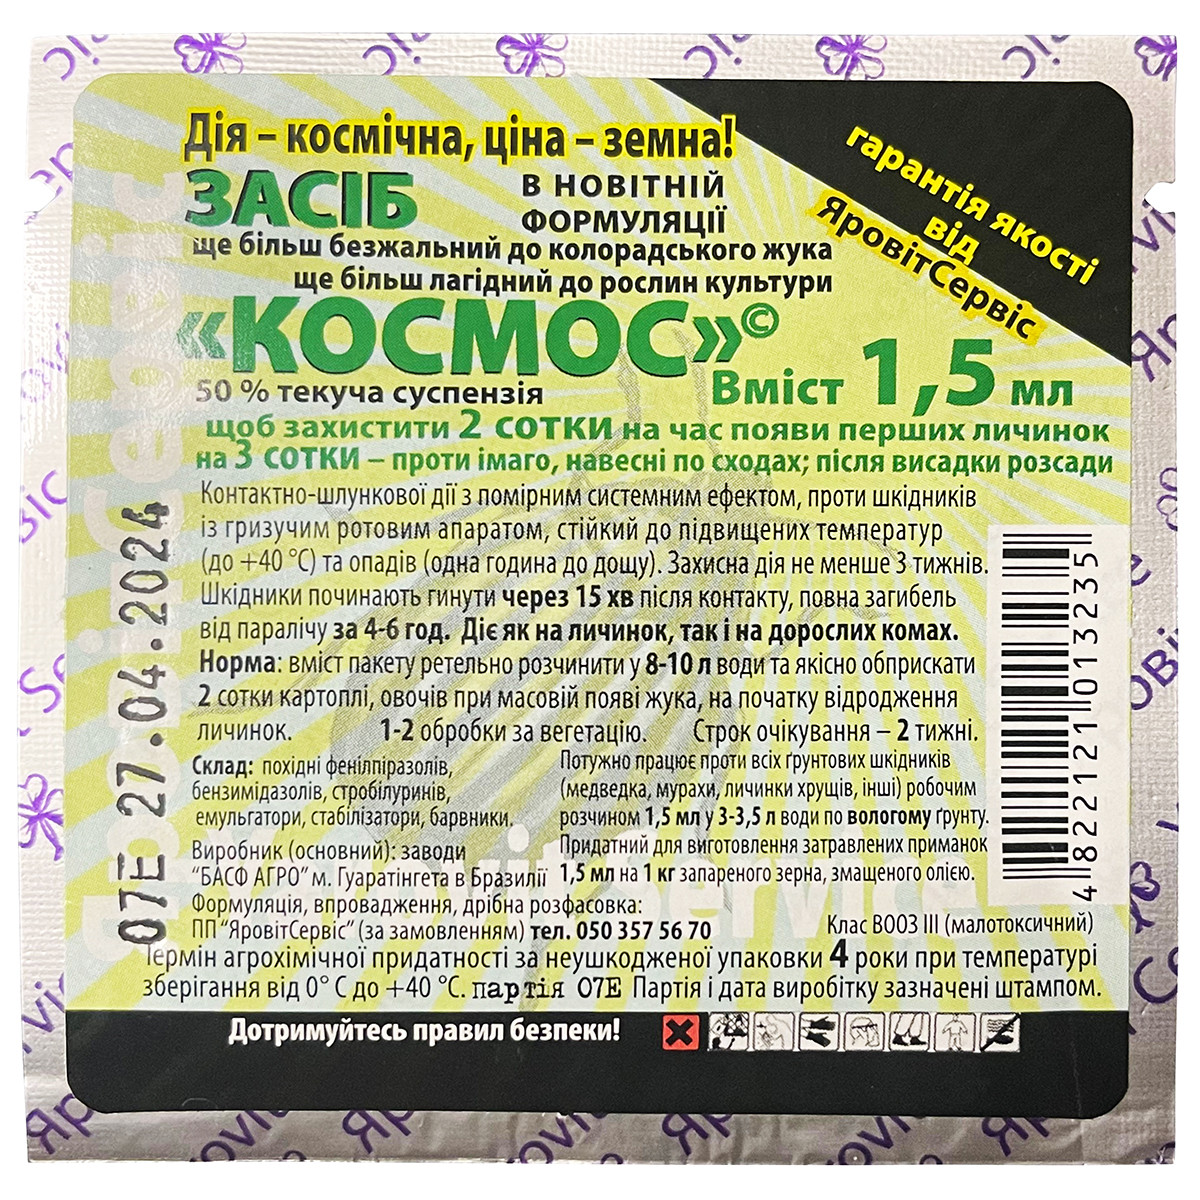 Дія – космічна, ціна – земна!
гарантія якості
від
ЯровітСервіс
ЗАСІБ
В НОВІТНІЙ
ФОРМУЛЯЦІЇ
ще більш безжальний до колорадського жука
ще більш лагідний до рослин культури
«КОСМОС»©
50 % текуча суспензія
Вміст 1,5 мл
щоб захистити 2 СОТКИ на час появи перших личинок
на 3 СОТКИ – проти імаго, навесні по сходах; після висадки розсади
Контактно-шлункової дії з помірним системним ефектом, проти шкідників
із гризучим ротовим апаратом, стійкий до підвищених температур
(до +40 °С) та опадів (одна година до дощу). Захисна дія не менше 3 тижнів.
Шкідники починають гинути через 15 хв після контакту, повна загибель
від паралічу за 4-6 год. Діє як на личинок, так і на дорослих комах.
Норма: вміст пакету ретельно розчинити у 8-10 л води та якісно обприскати
2 сотки картоплі, овочів при масовій появі жука, на початку відродження
личинок. 1-2 обробки за вегетацію. Строк очікування – 2 тижні.
Склад: похідні фенілпіразолів,
бензимідазолів, стробілуринів,
емульгатори, стабілізатори, барвники.
Виробник (основний): заводи
“БАСФ АГРО” м. Гуаратінгета в Бразилії
Формуляція, впровадження, дрібна розфасовка:
ПП “ЯровітСервіс” (за замовленням) тел. 050 357 56 70
Потужно працює проти всіх ґрунтових шкідників
(медведка, мурахи, личинки хрущів, інші) робочим
розчином 1,5 мл у 3-3,5 л води по вологому ґрунту.
Придатний для виготовлення затравлених приманок
1,5 мл на 1 кг запареного зерна, змащеного олією.
Клас ВООЗ III (малотоксичний)
Термін агрохімічної придатності за неушкодженої упаковки 4 роки при температурі
зберігання від 0° С до +40 °С. партія 07Е Партія і дата виробітку зазначені штампом.
Дотримуйтесь правил безпеки!
07Е 27.04.2024
4 822121 013235